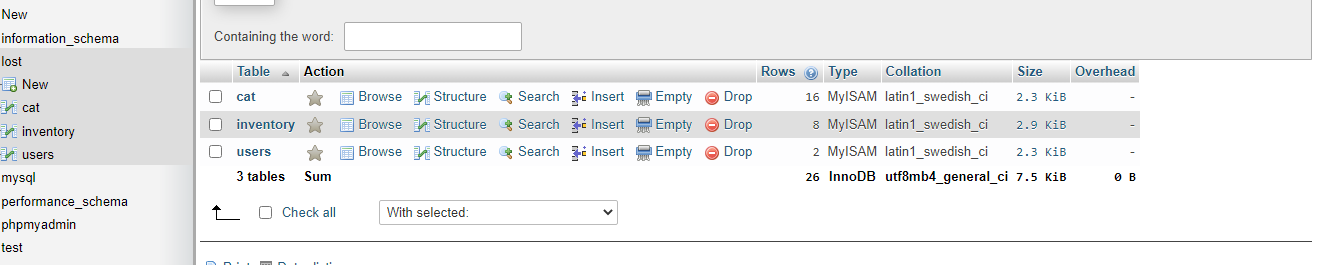 New
information_schema
lost
New
cat
inventory
users
mysql
performance_schema
phpmyadmin
test
Containing the word:
Table Action Rows Type Collation Size Overhead
cat Browse Structure Search Insert Empty Drop 16 MyISAM latin1_swedish_ci 2.3 KiB -
inventory Browse Structure Search Insert Empty Drop 8 MyISAM latin1_swedish_ci 2.9 KiB -
users Browse Structure Search Insert Empty Drop 2 MyISAM latin1_swedish_ci 2.3 KiB -
3 tables Sum 26 InnoDB utf8mb4_general_ci 7.5 KiB 0 B
Check all With selected: